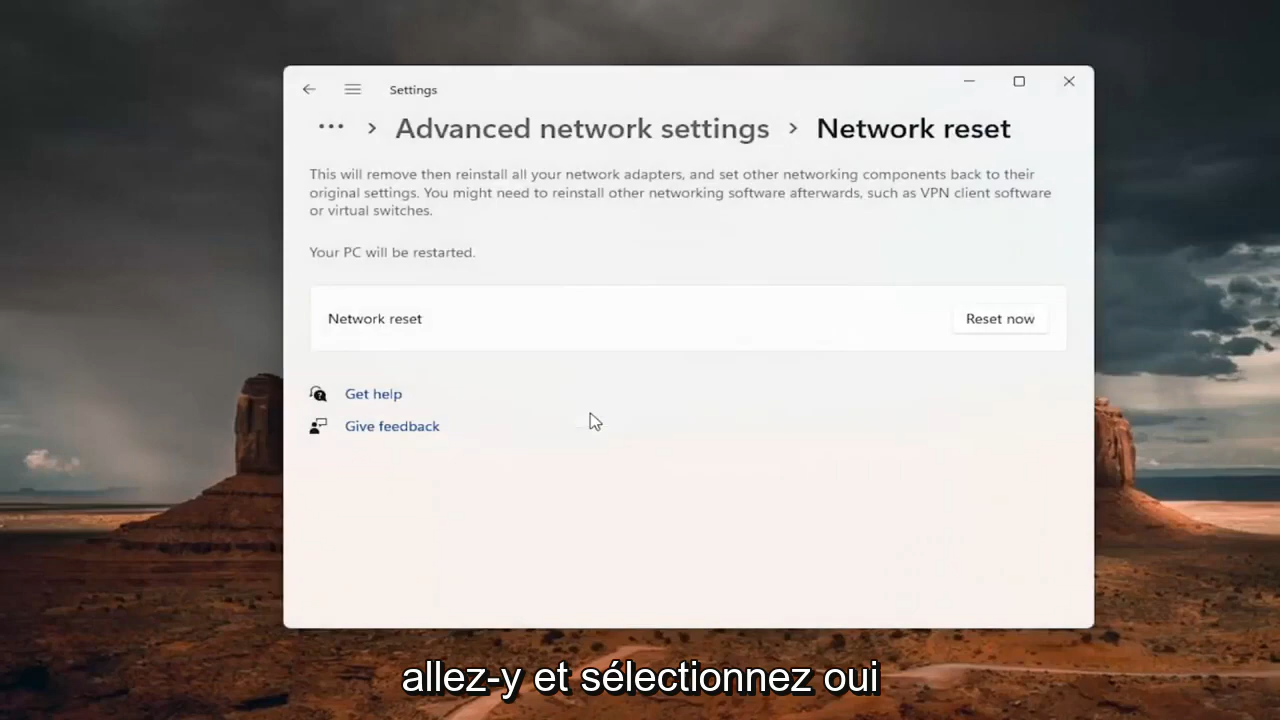 Settings
... > Advanced network settings > Network reset
This will remove then reinstall all your network adapters, and set other networking components back to their
original settings. You might need to reinstall other networking software afterwards, such as VPN client software
or virtual switches.
Your PC will be restarted.
Network reset
Reset now
Get help
Give feedback
allez-y et sélectionnez oui